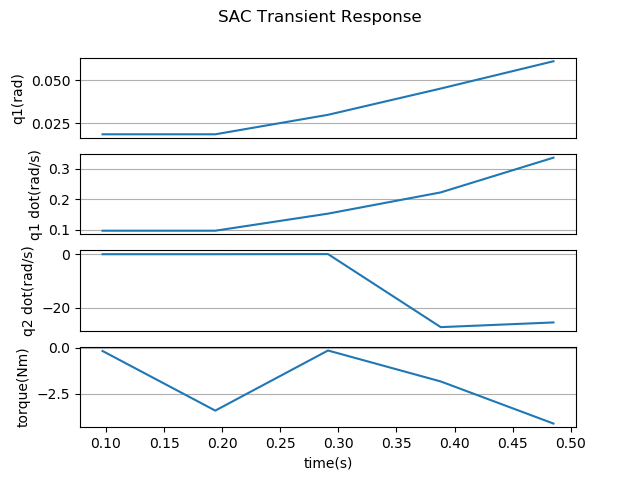 SAC Transient Response
q1(rad)
0.050
0.025
q1 dot(rad/s)
0.3
0.2
0.1
q2 dot(rad/s)
0
−20
torque(Nm)
0.0
−2.5
0.10 0.15 0.20 0.25 0.30 0.35 0.40 0.45 0.50
time(s)